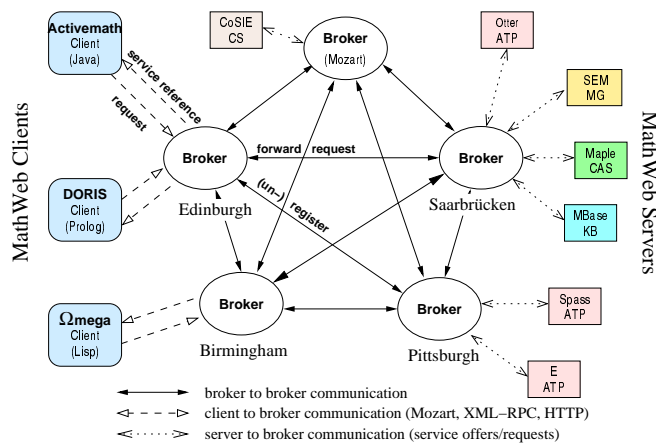 Activemath
Client
(Java)
CoSIE
CS
Broker
(Mozart)
Otter
ATP
SEM
MG
service reference
request
MathWeb Clients
MathWeb Servers
Broker
Edinburgh
forward request
Broker
Saarbrücken
Maple
CAS
MBase
KB
DORIS
Client
(Prolog)
(un–) register
Ωmega
Client
(Lisp)
Broker
Birmingham
Broker
Pittsburgh
Spass
ATP
E
ATP
broker to broker communication
client to broker communication (Mozart, XML–RPC, HTTP)
server to broker communication (service offers/requests)